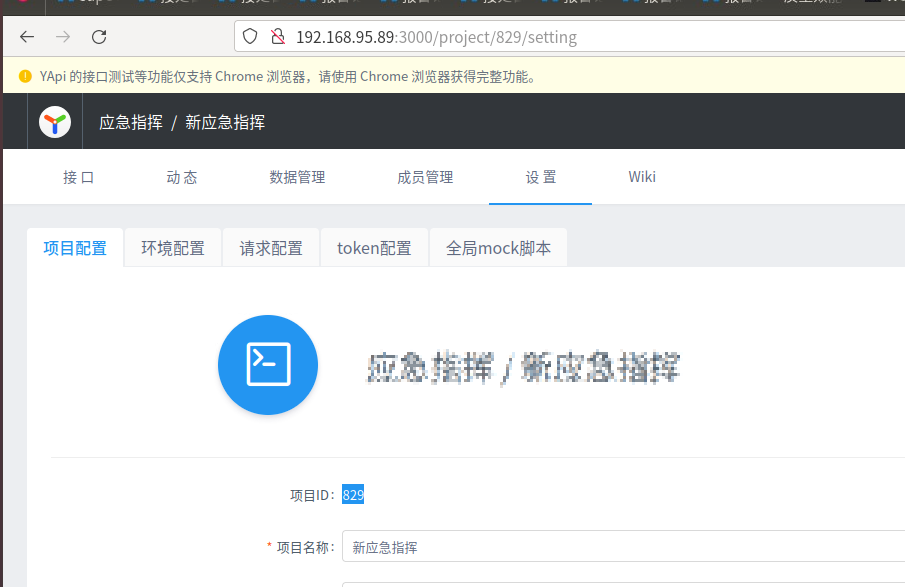 192.168.95.89:3000/project/829/setting
YApi 的接口测试等功能仅支持 Chrome 浏览器，请使用 Chrome 浏览器获得完整功能。
应急指挥 / 新应急指挥
接 口 动 态 数据管理 成员管理 设 置 Wiki
项目配置 环境配置 请求配置 token配置 全局mock脚本
应急指挥 / 新应急指挥
项目ID： 829
* 项目名称： 新应急指挥